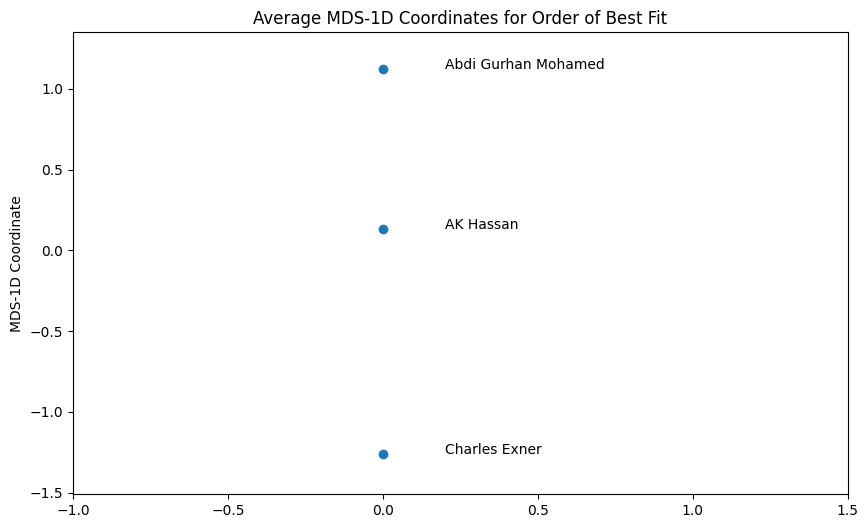 Average MDS-1D Coordinates for Order of Best Fit
MDS-1D Coordinate
1.0
0.5
0.0
−0.5
−1.0
−1.5
Abdi Gurhan Mohamed
AK Hassan
Charles Exner
−1.0
−0.5
0.0
0.5
1.0
1.5